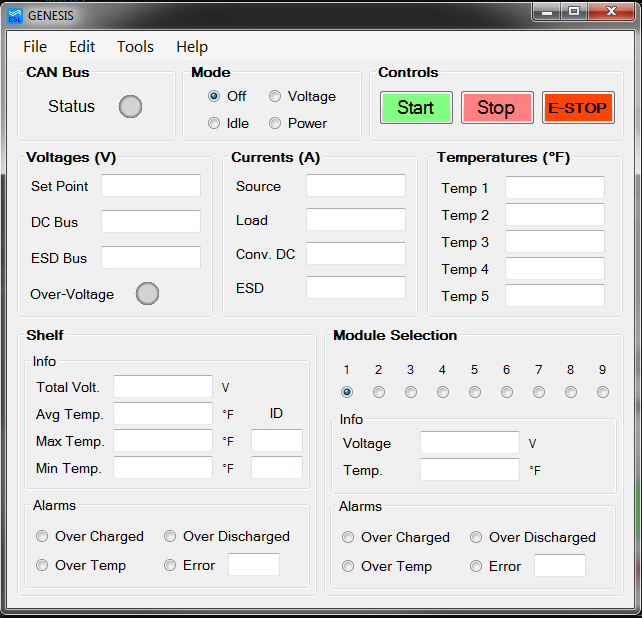 ESL GENESIS
File Edit Tools Help
CAN Bus
Status
Mode
Off Voltage
Idle Power
Controls
Start Stop E-STOP
Voltages (V)
Set Point
DC Bus
ESD Bus
Over-Voltage
Currents (A)
Source
Load
Conv. DC
ESD
Temperatures (°F)
Temp 1
Temp 2
Temp 3
Temp 4
Temp 5
Shelf
Info
Total Volt. V
Avg Temp. °F ID
Max Temp. °F
Min Temp. °F
Alarms
Over Charged Over Discharged
Over Temp Error
Module Selection
1 2 3 4 5 6 7 8 9
Info
Voltage V
Temp. °F
Alarms
Over Charged Over Discharged
Over Temp Error